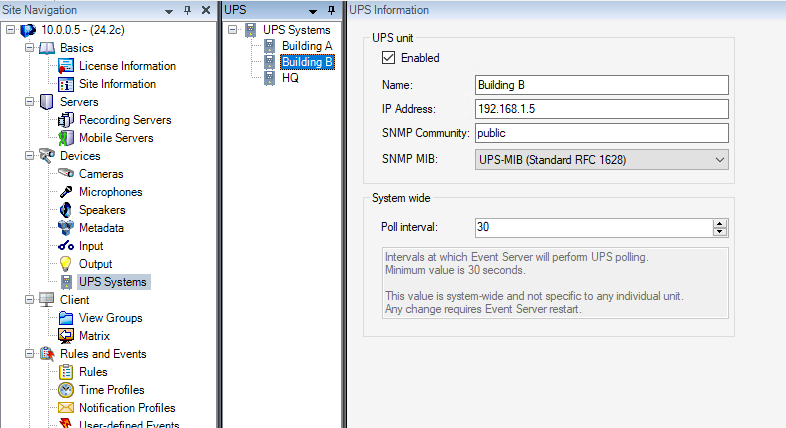 Site Navigation
10.0.0.5 - (24.2c)
Basics
License Information
Site Information
Servers
Recording Servers
Mobile Servers
Devices
Cameras
Microphones
Speakers
Metadata
Input
Output
UPS Systems
Client
View Groups
Matrix
Rules and Events
Rules
Time Profiles
Notification Profiles
User-defined Events
UPS
UPS Systems
Building A
Building B
HQ
UPS Information
UPS unit
Enabled
Name: Building B
IP Address: 192.168.1.5
SNMP Community: public
SNMP MIB: UPS-MIB (Standard RFC 1628)
System wide
Poll interval: 30
Intervals at which Event Server will perform UPS polling.
Minimum value is 30 seconds.
This value is system-wide and not specific to any individual unit.
Any change requires Event Server restart.